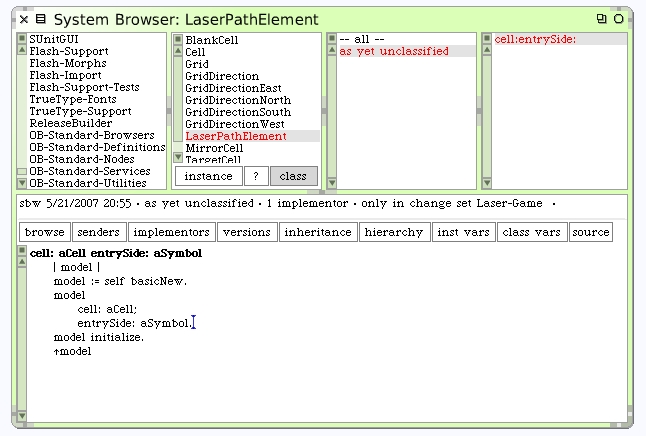 System Browser: LaserPathElement
SUnitGUI
Flash-Support
Flash-Morphs
Flash-Import
Flash-Support-Tests
TrueType-Fonts
TrueType-Support
ReleaseBuilder
OB-Standard-Browsers
OB-Standard-Definitions
OB-Standard-Nodes
OB-Standard-Services
OB-Standard-Utilities
BlankCell
Cell
Grid
GridDirection
GridDirectionEast
GridDirectionNorth
GridDirectionSouth
GridDirectionWest
LaserPathElement
MirrorCell
TargetCell
instance ? class
-- all --
as yet unclassified
cell:entrySide:
sbw 5/21/2007 20:55 · as yet unclassified · 1 implementor · only in change set Laser-Game ·
browse senders implementors versions inheritance hierarchy inst vars class vars source
cell: aCell entrySide: aSymbol
| model |
model := self basicNew.
model
cell: aCell;
entrySide: aSymbol.
model initialize.
↑model